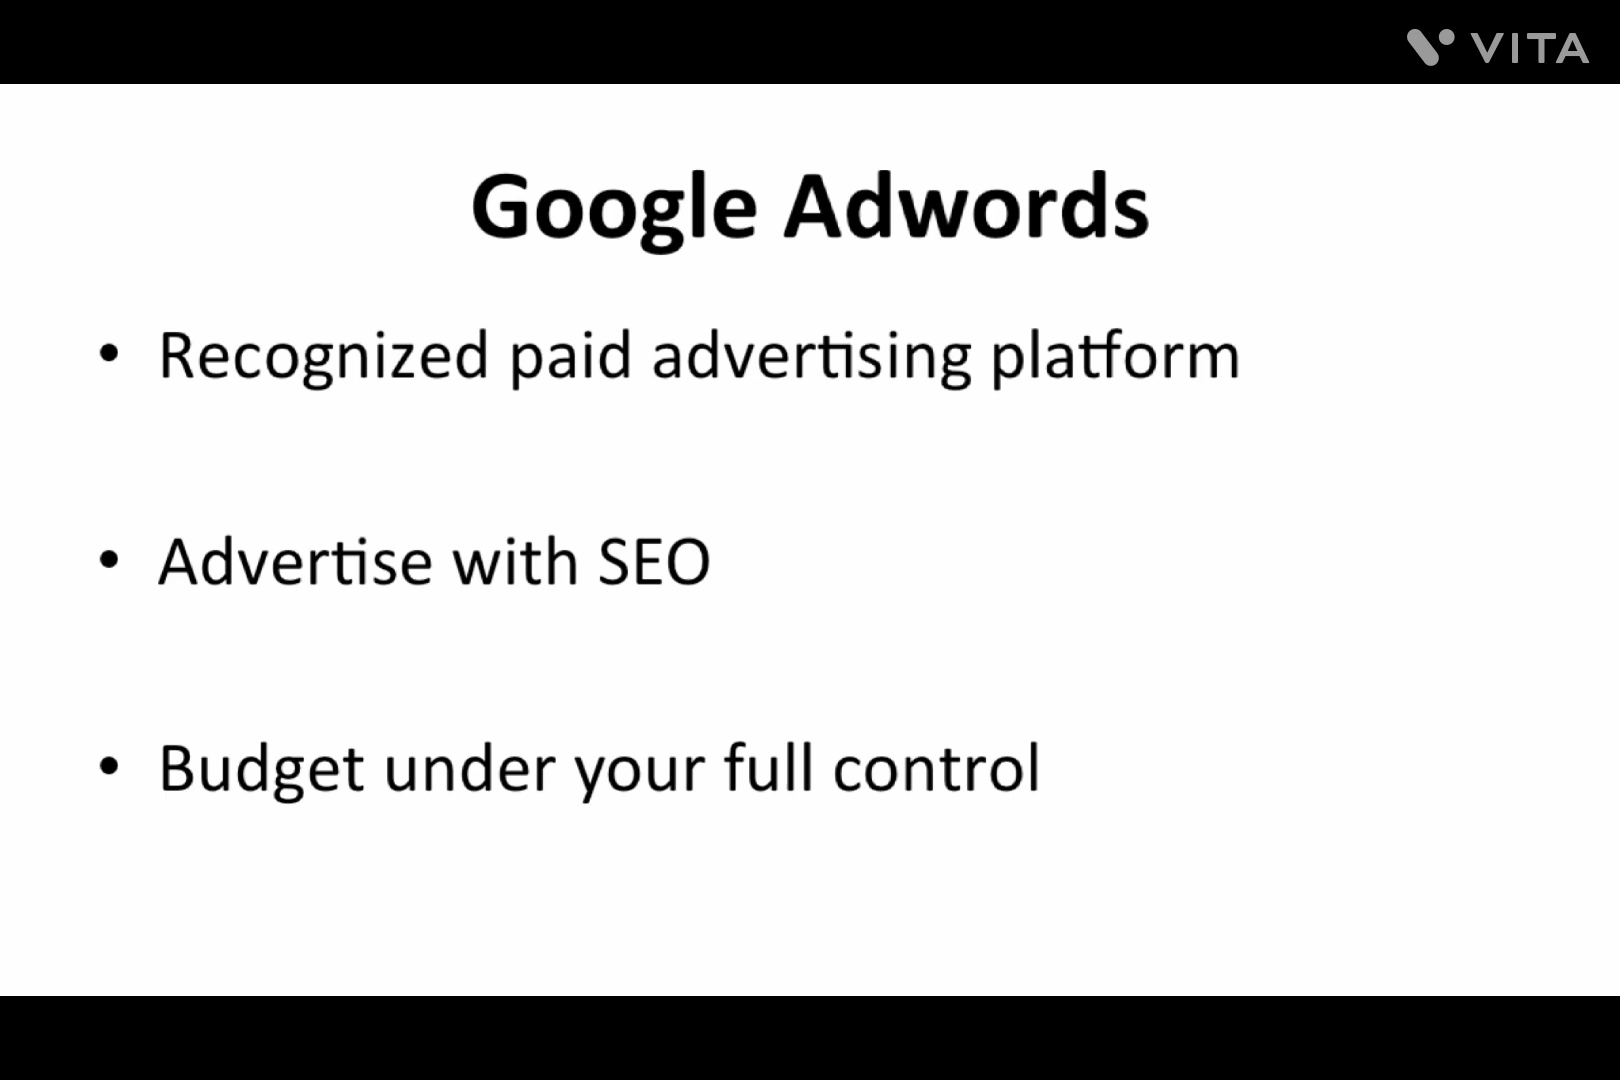 VITA
Google Adwords
• Recognized paid advertising platform
• Advertise with SEO
• Budget under your full control